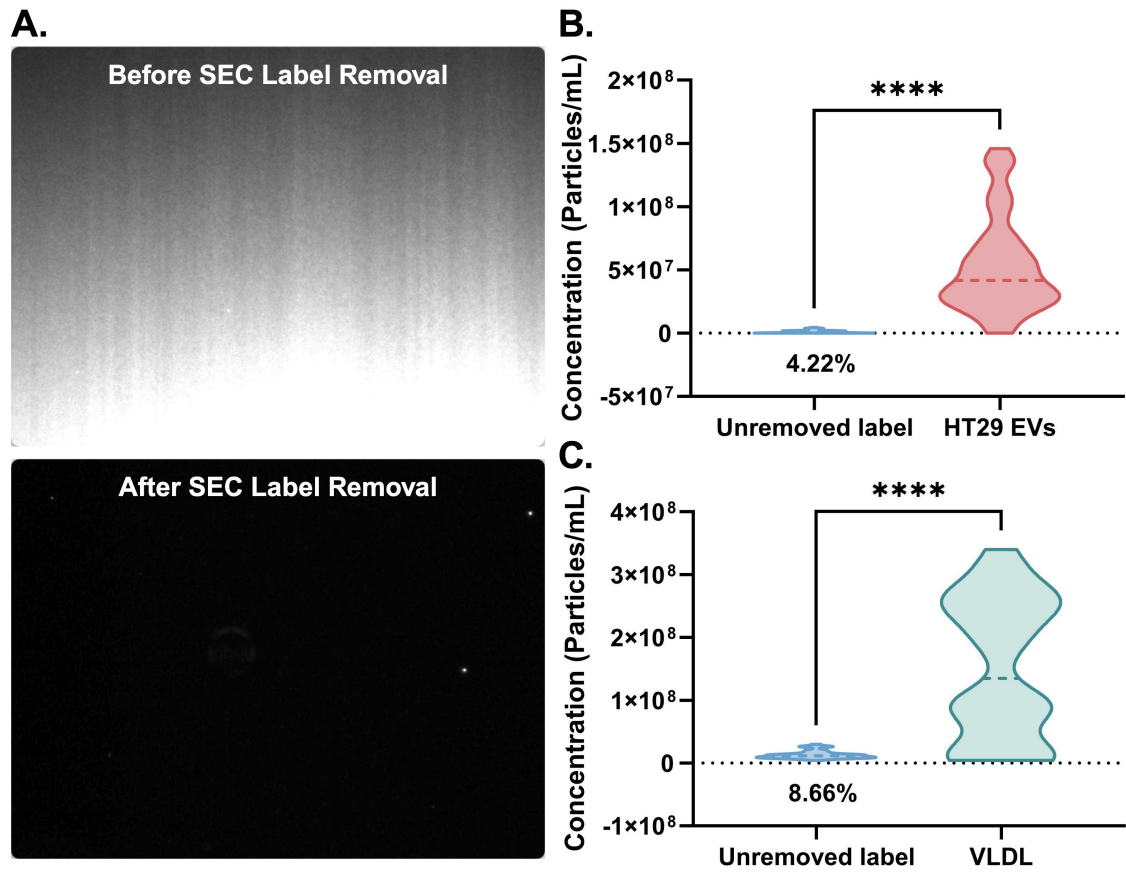 A.
Before SEC Label Removal
After SEC Label Removal
B.
Concentration (Particles/mL)
2×10⁸
1.5×10⁸
1×10⁸
5×10⁷
0
-5×10⁷
****
4.22%
Unremoved label
HT29 EVs
C.
Concentration (Particles/mL)
4×10⁸
3×10⁸
2×10⁸
1×10⁸
0
-1×10⁸
****
8.66%
Unremoved label
VLDL